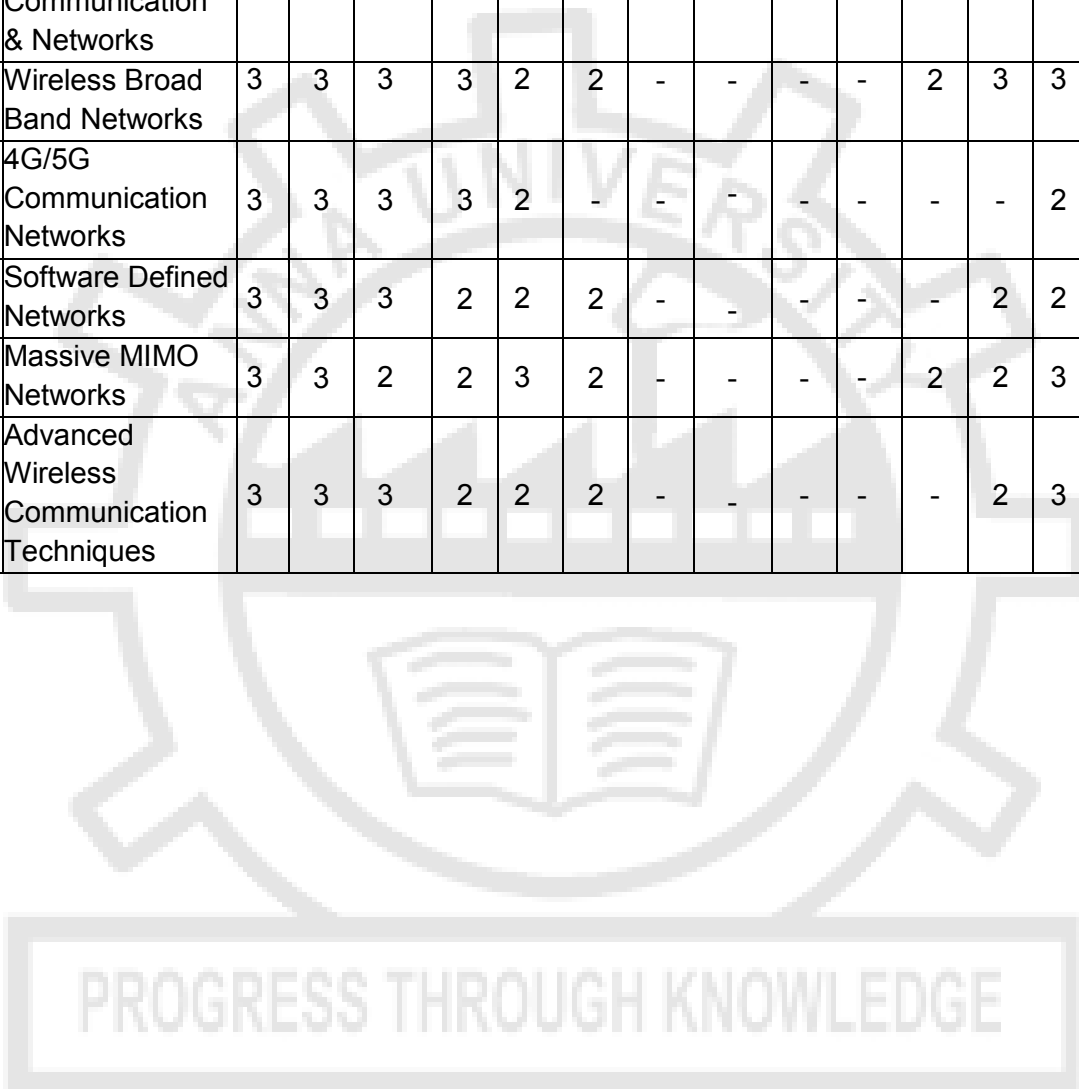 Communication
& Networks
Wireless Broad 3 3 3 3 2 2 - - - - 2 3 3
Band Networks
4G/5G
Communication 3 3 3 3 2 - - - - - - - 2
Networks
Software Defined 3 3 3 2 2 2 - - - - - 2 2
Networks
Massive MIMO 3 3 2 2 3 2 - - - - 2 2 3
Networks
Advanced
Wireless
Communication 3 3 3 2 2 2 - - - - - 2 3
Techniques
ANNA UNIVERSITY
PROGRESS THROUGH KNOWLEDGE